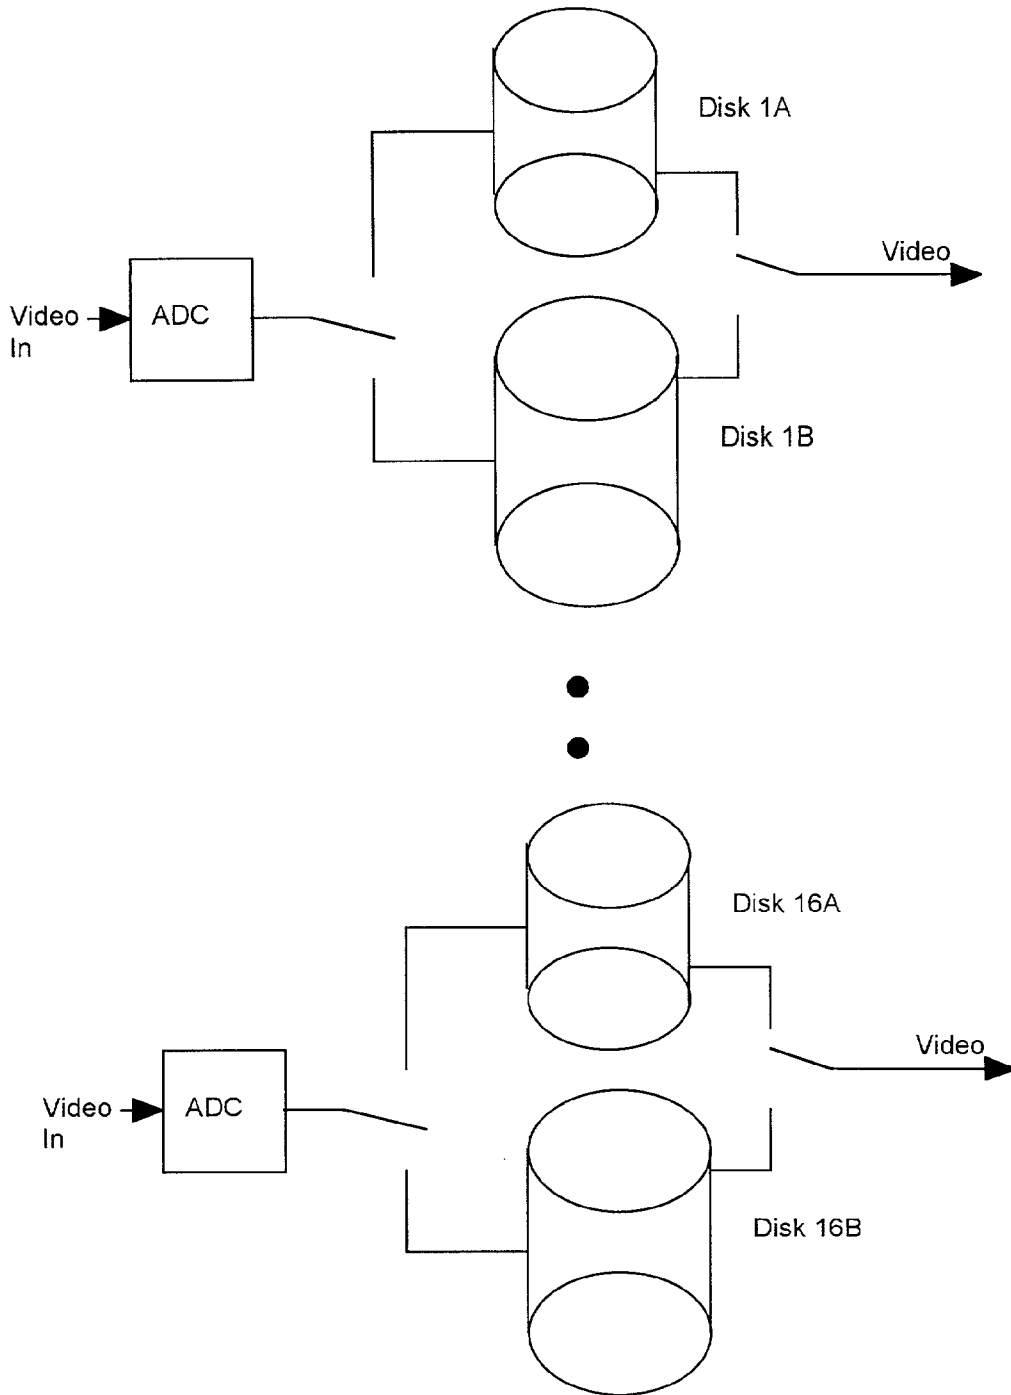 Disk 1A
Video
Video
In
ADC
Disk 1B
Disk 16A
Video
Video
In
ADC
Disk 16B